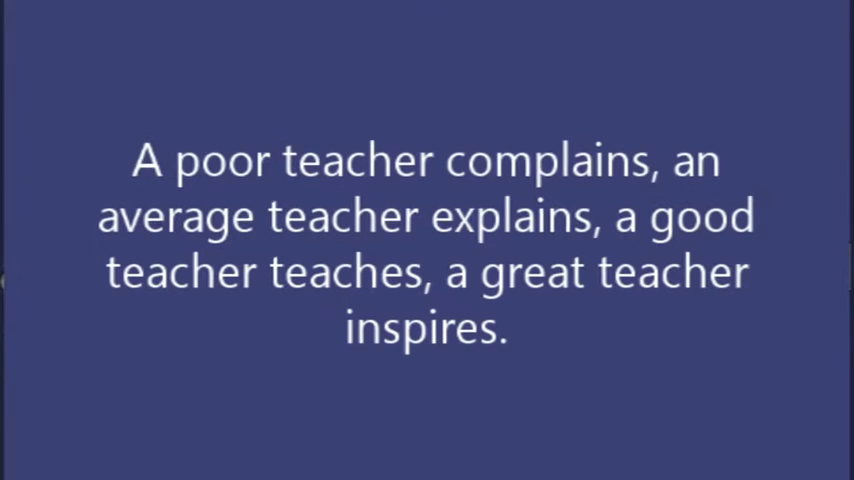 A poor teacher complains, an
average teacher explains, a good
teacher teaches, a great teacher
inspires.